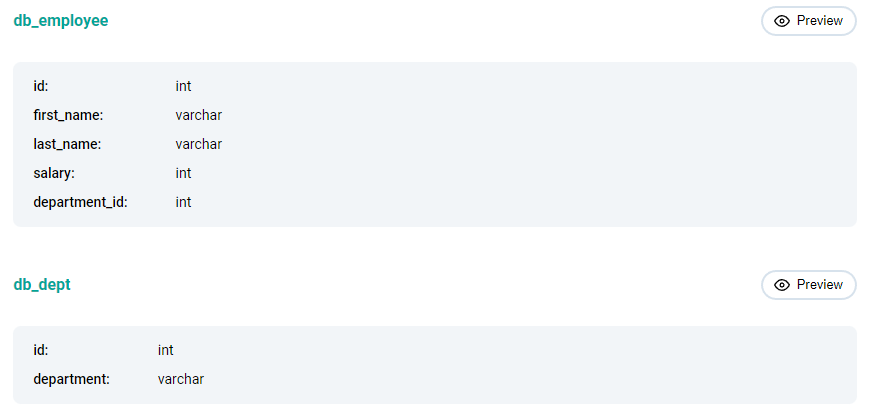 db_employee Preview
id: int
first_name: varchar
last_name: varchar
salary: int
department_id: int
db_dept Preview
id: int
department: varchar